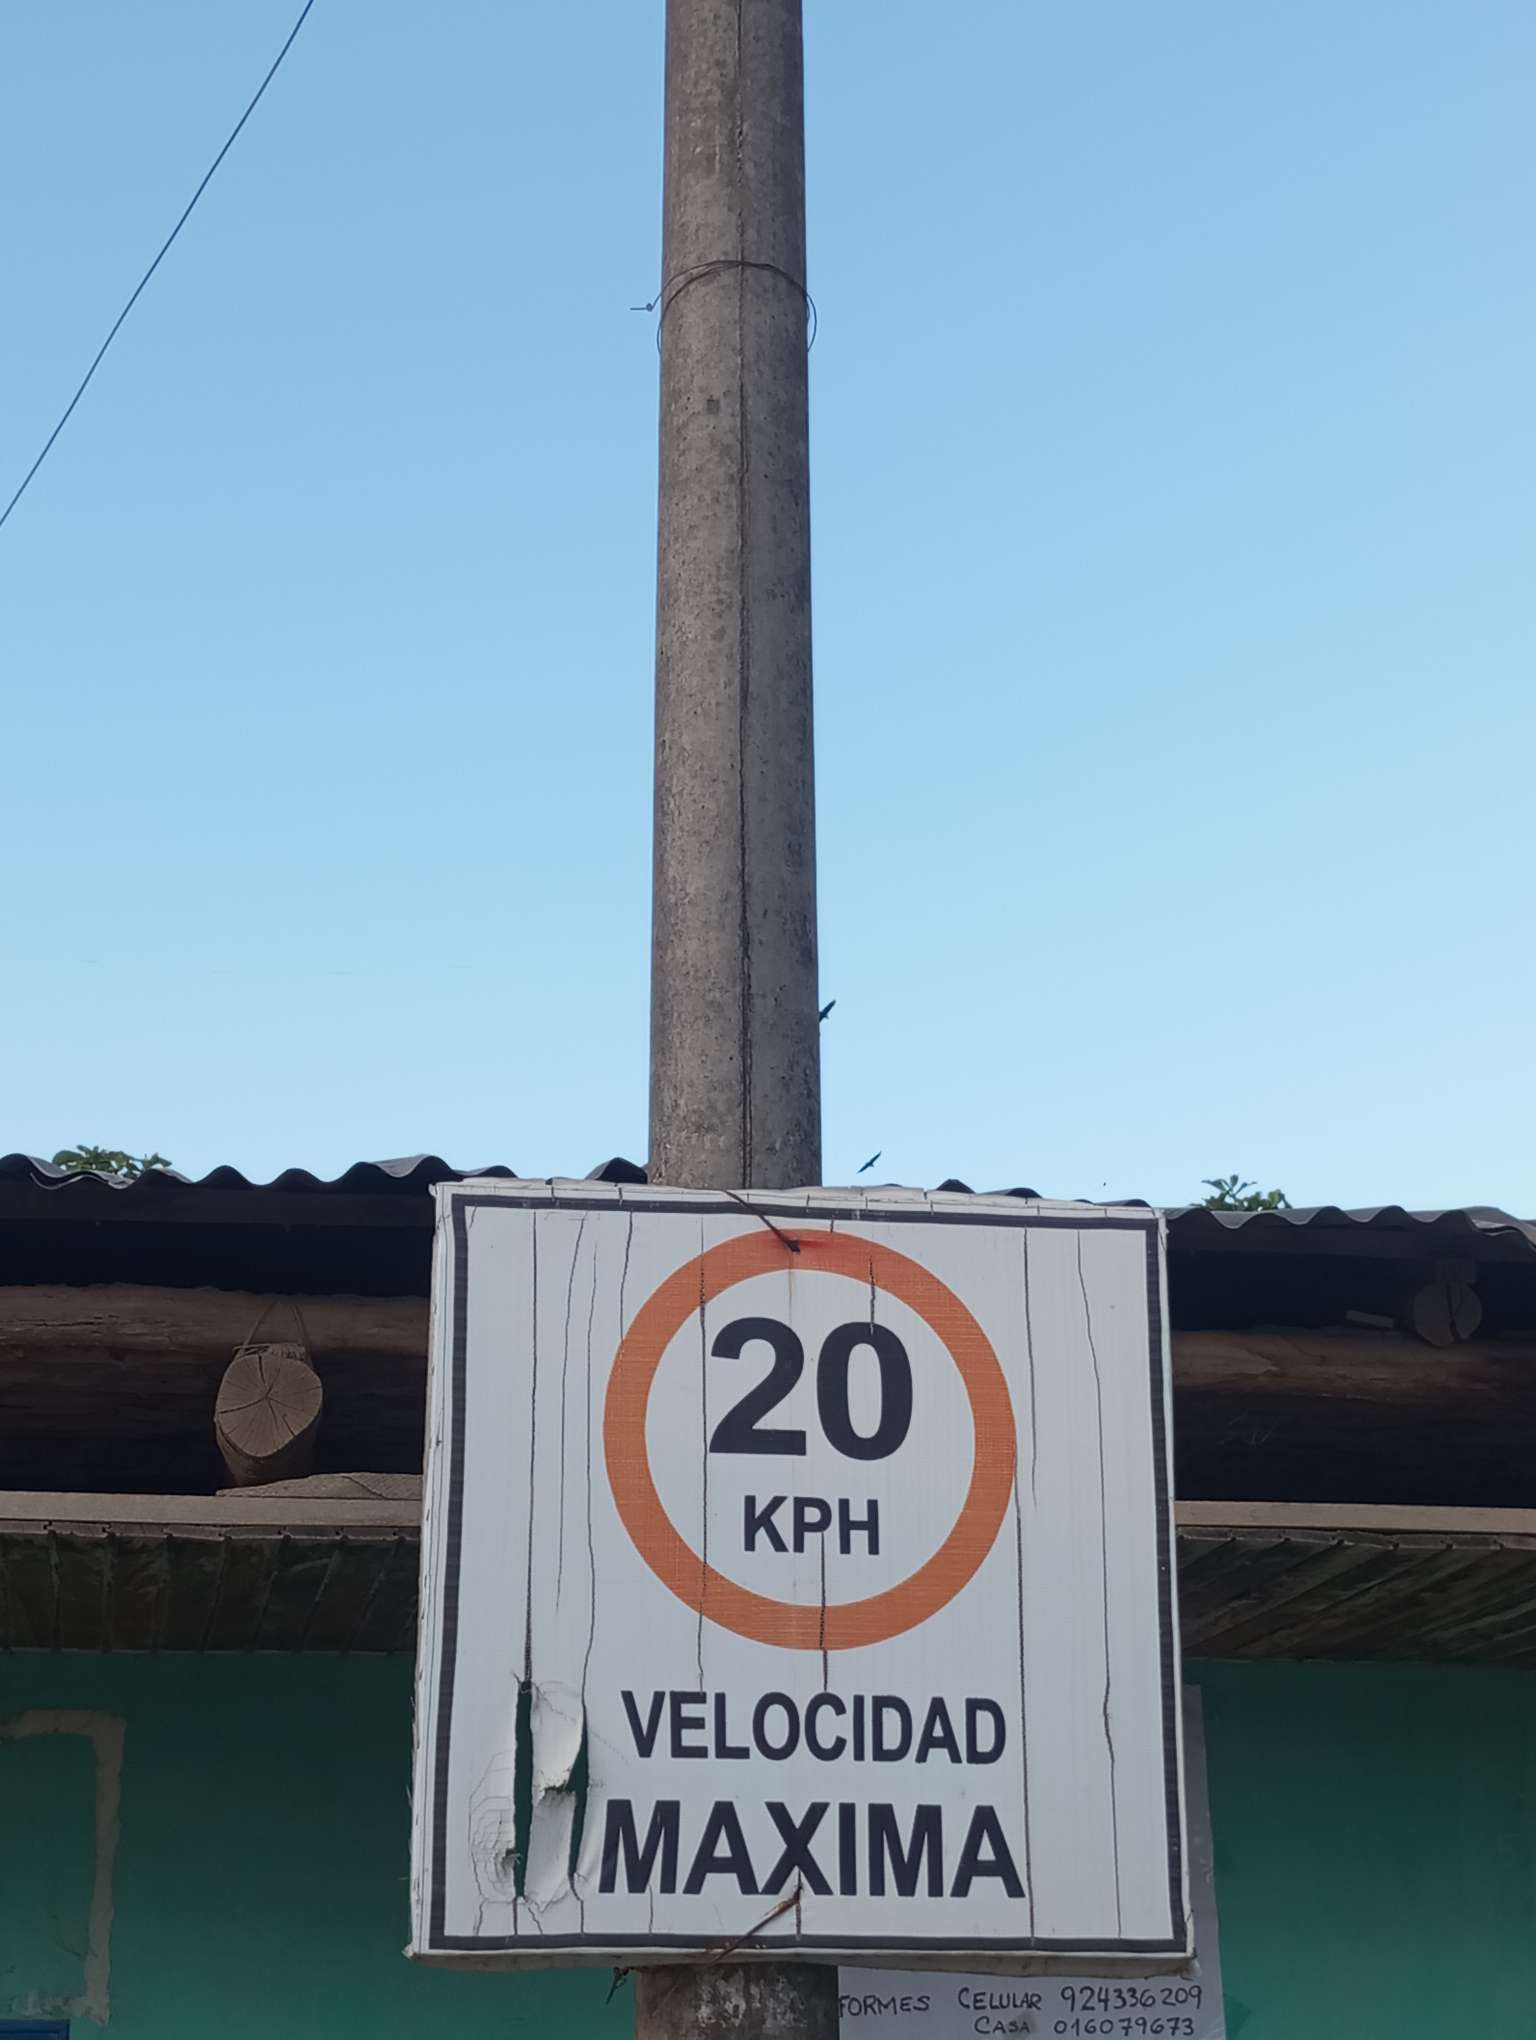 20
KPH
VELOCIDAD
MAXIMA
FORMES CELULAR 924336209
CASA 016079673